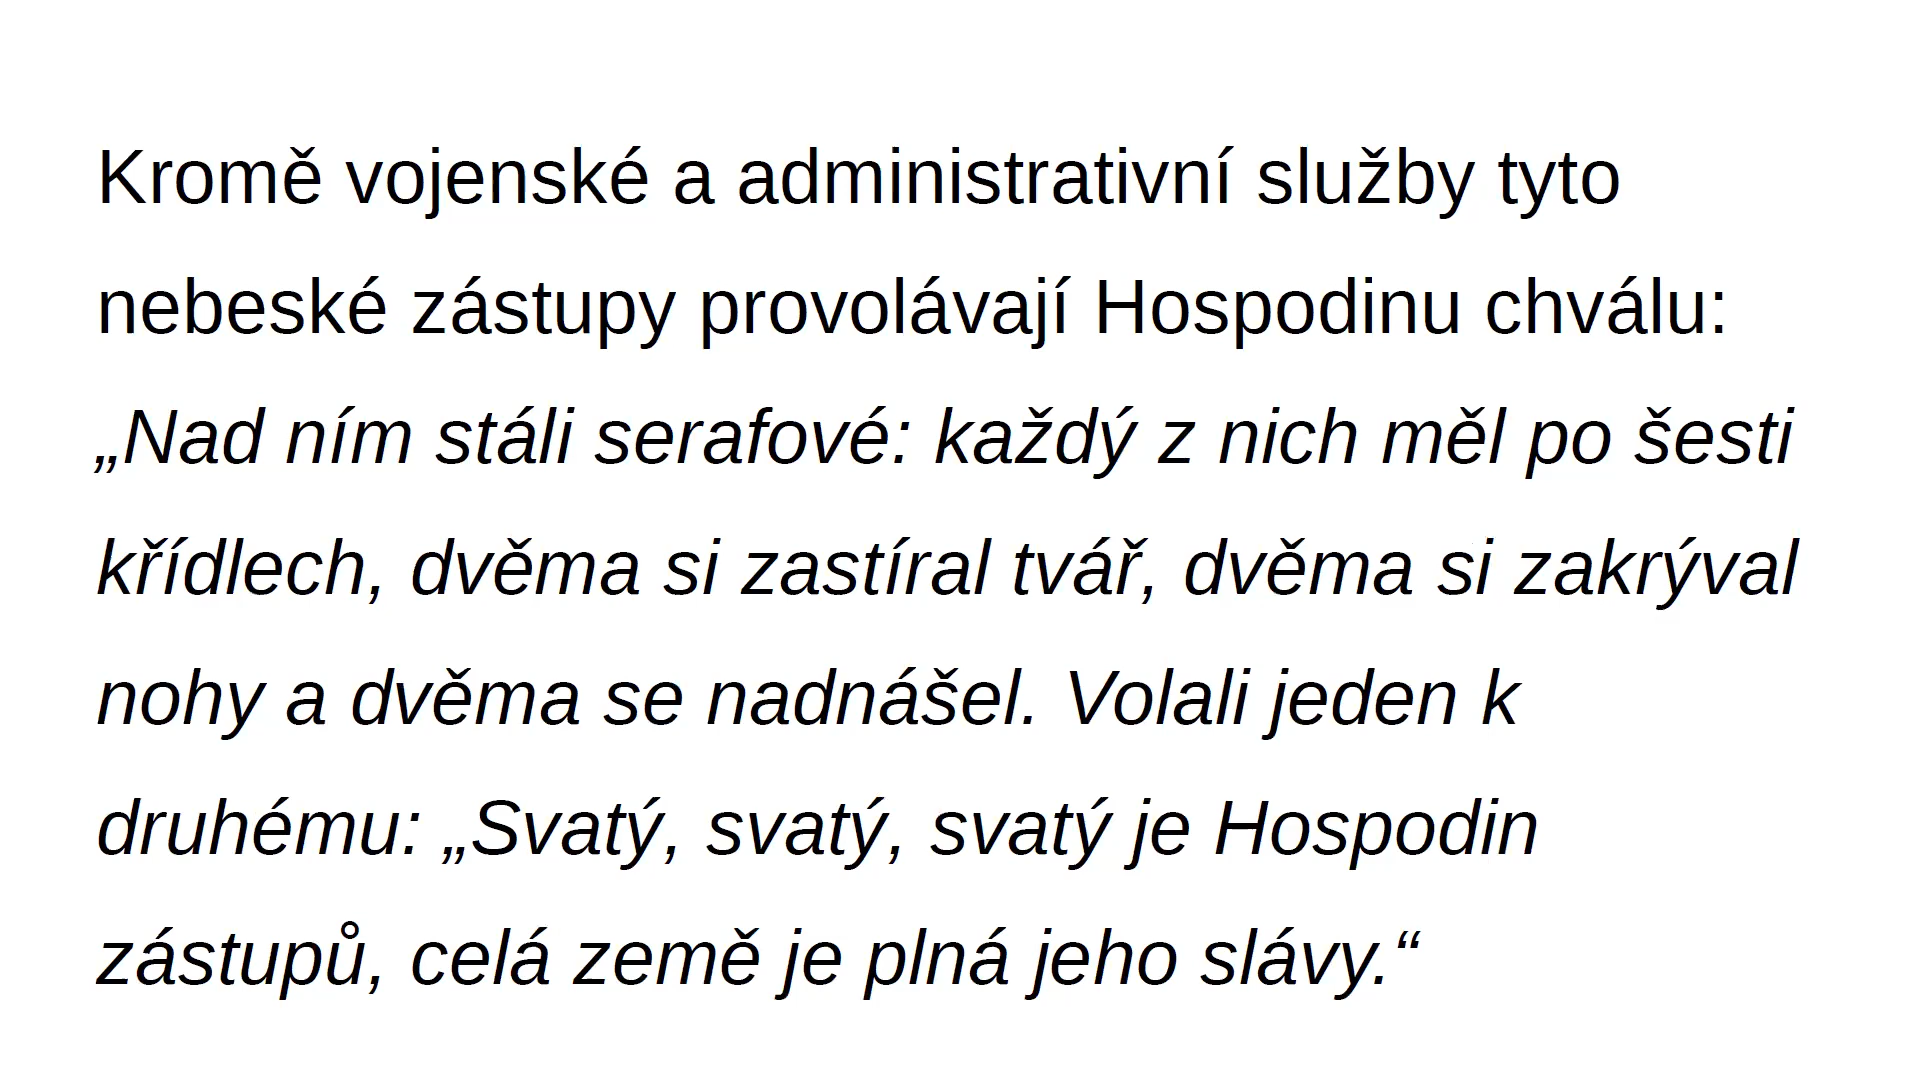 Kromě vojenské a administrativní služby tyto
nebeské zástupy provolávají Hospodinu chválu:
„Nad ním stáli serafové: každý z nich měl po šesti
křídlech, dvěma si zastíral tvář, dvěma si zakrýval
nohy a dvěma se nadnášel. Volali jeden k
druhému: „Svatý, svatý, svatý je Hospodin
zástupů, celá země je plná jeho slávy.“